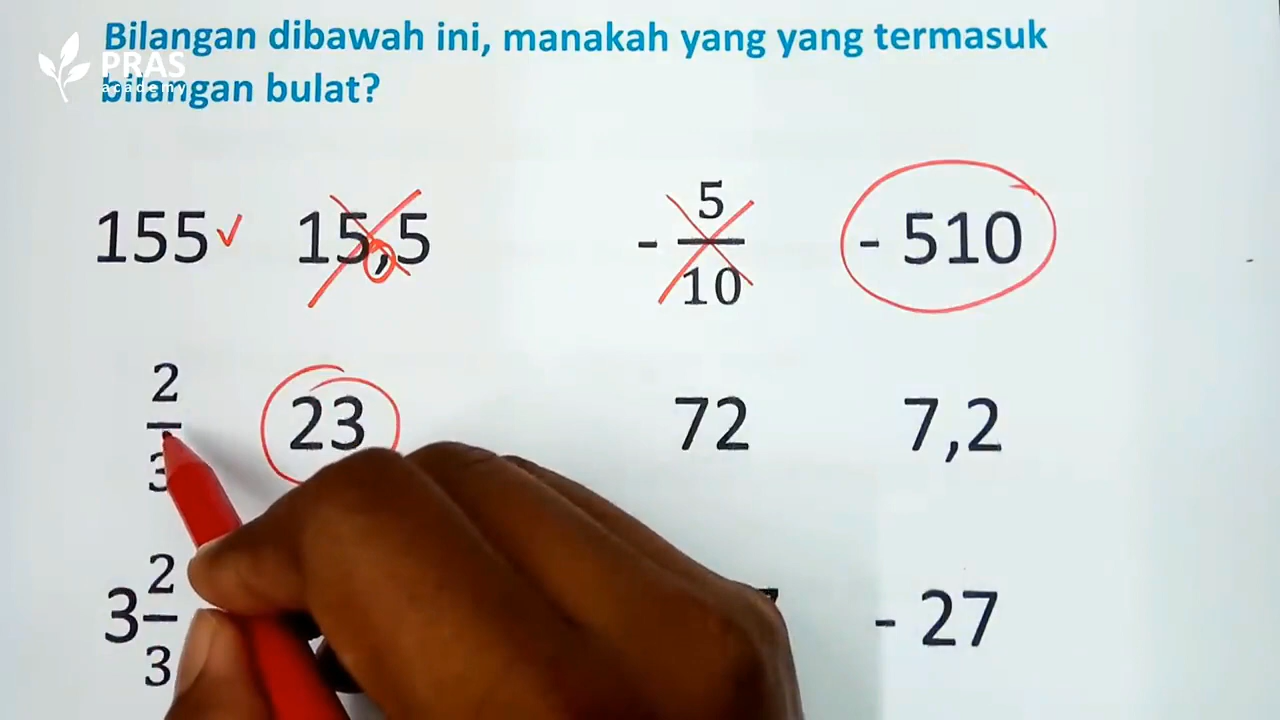 Bilangan dibawah ini, manakah yang yang termasuk
PRAS
academy
bilangan bulat?
155 15,5 - 5/10 - 510
2/3 23 72 7,2
3 2/3 - 27